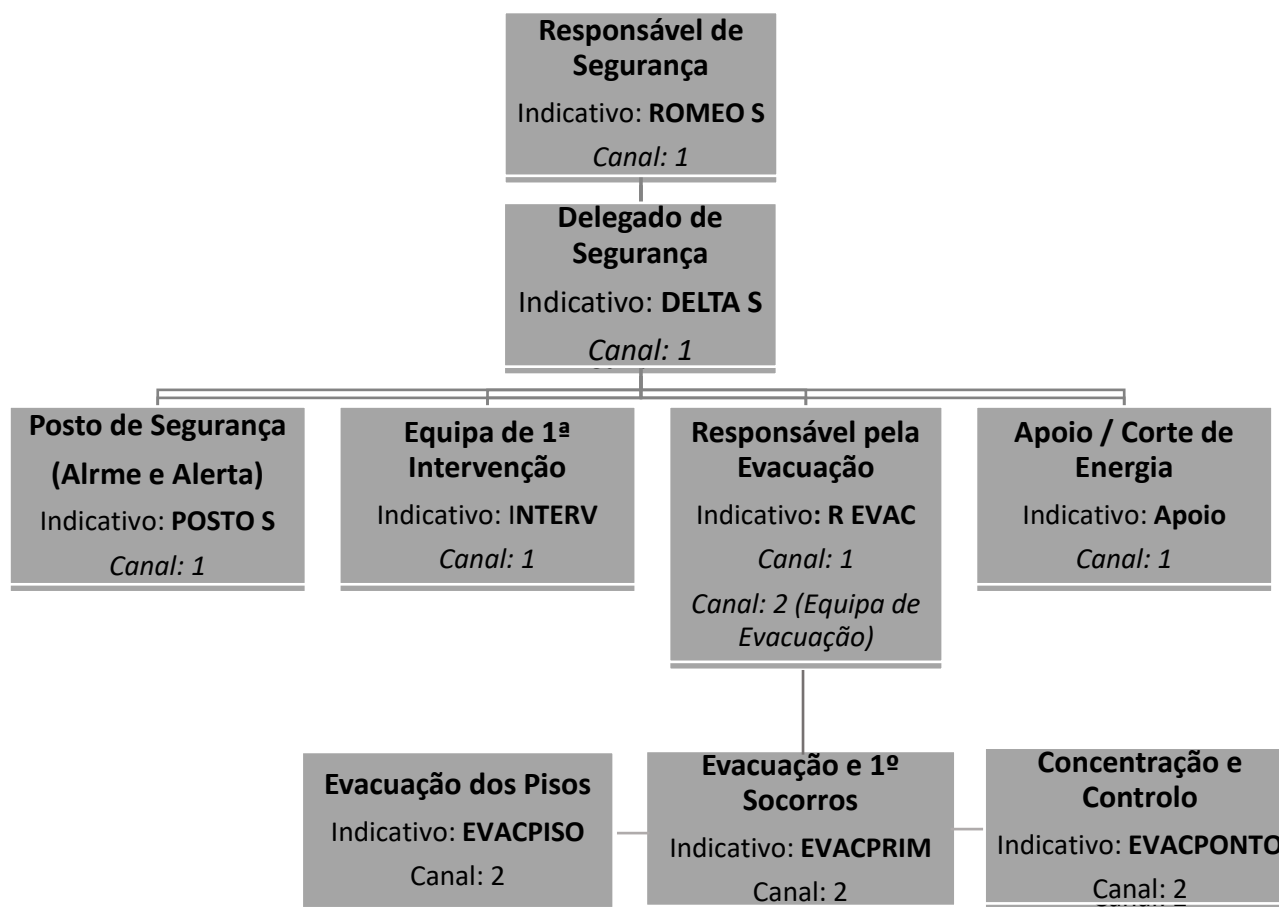 Responsável de
Segurança
Indicativo: ROMEO S
Canal: 1
Delegado de
Segurança
Indicativo: DELTA S
Canal: 1
Posto de Segurança
(Alrme e Alerta)
Indicativo: POSTO S
Canal: 1
Equipa de 1ª
Intervenção
Indicativo: INTERV
Canal: 1
Responsável pela
Evacuação
Indicativo: R EVAC
Canal: 1
Canal: 2 (Equipa de
Evacuação)
Apoio / Corte de
Energia
Indicativo: Apoio
Canal: 1
Evacuação dos Pisos
Indicativo: EVACPISO
Canal: 2
Evacuação e 1º
Socorros
Indicativo: EVACPRIM
Canal: 2
Concentração e
Controlo
Indicativo: EVACPONTO
Canal: 2